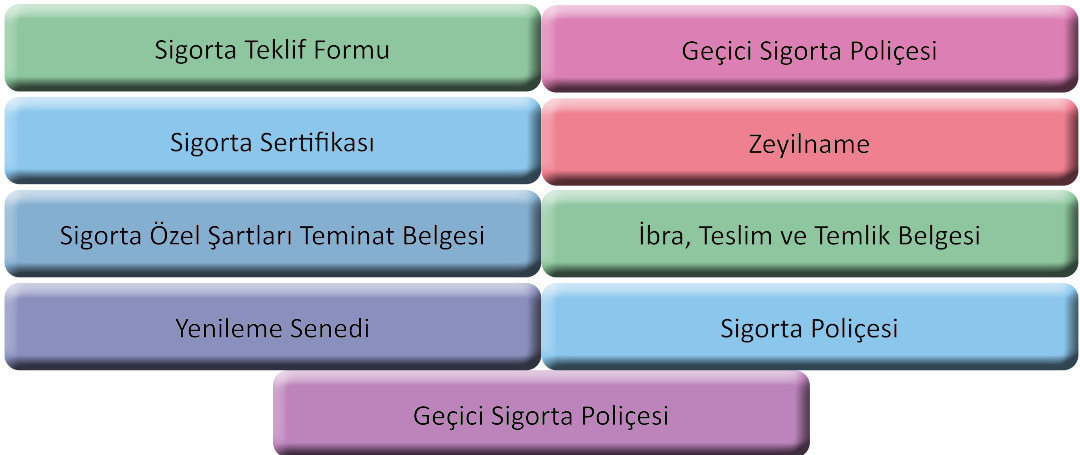 Sigorta Teklif Formu
Geçici Sigorta Poliçesi
Sigorta Sertifikası
Zeyilname
Sigorta Özel Şartları Teminat Belgesi
İbra, Teslim ve Temlik Belgesi
Yenileme Senedi
Sigorta Poliçesi
Geçici Sigorta Poliçesi